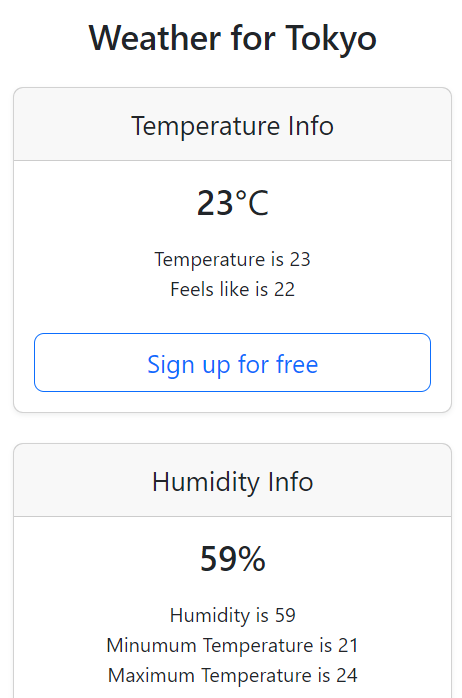 Weather for Tokyo
Temperature Info
23°C
Temperature is 23
Feels like is 22
Sign up for free
Humidity Info
59%
Humidity is 59
Minumum Temperature is 21
Maximum Temperature is 24